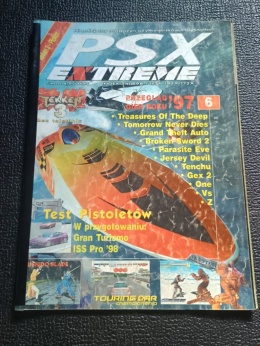 PSX
EXTREME
TEKKEN
3
'97
6
Treasures Of The Deep
Tomorrow Never Dies
Grand Theft Auto
Broken Sword 2
Parasite Eve
Jersey Devil
Tenchu
Gex 2
One
Vs
Z
Test Pistoletów
W przygotowaniu:
Gran Turismo
ISS Pro '98
TOURING CAR